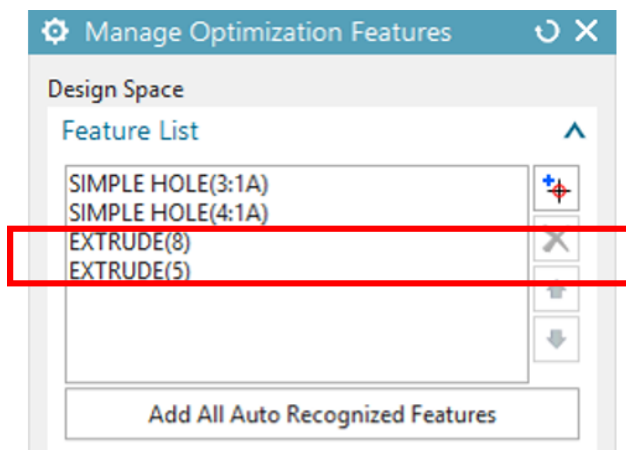 Manage Optimization Features
Design Space
Feature List
SIMPLE HOLE(3:1A)
SIMPLE HOLE(4:1A)
EXTRUDE(8)
EXTRUDE(5)
Add All Auto Recognized Features